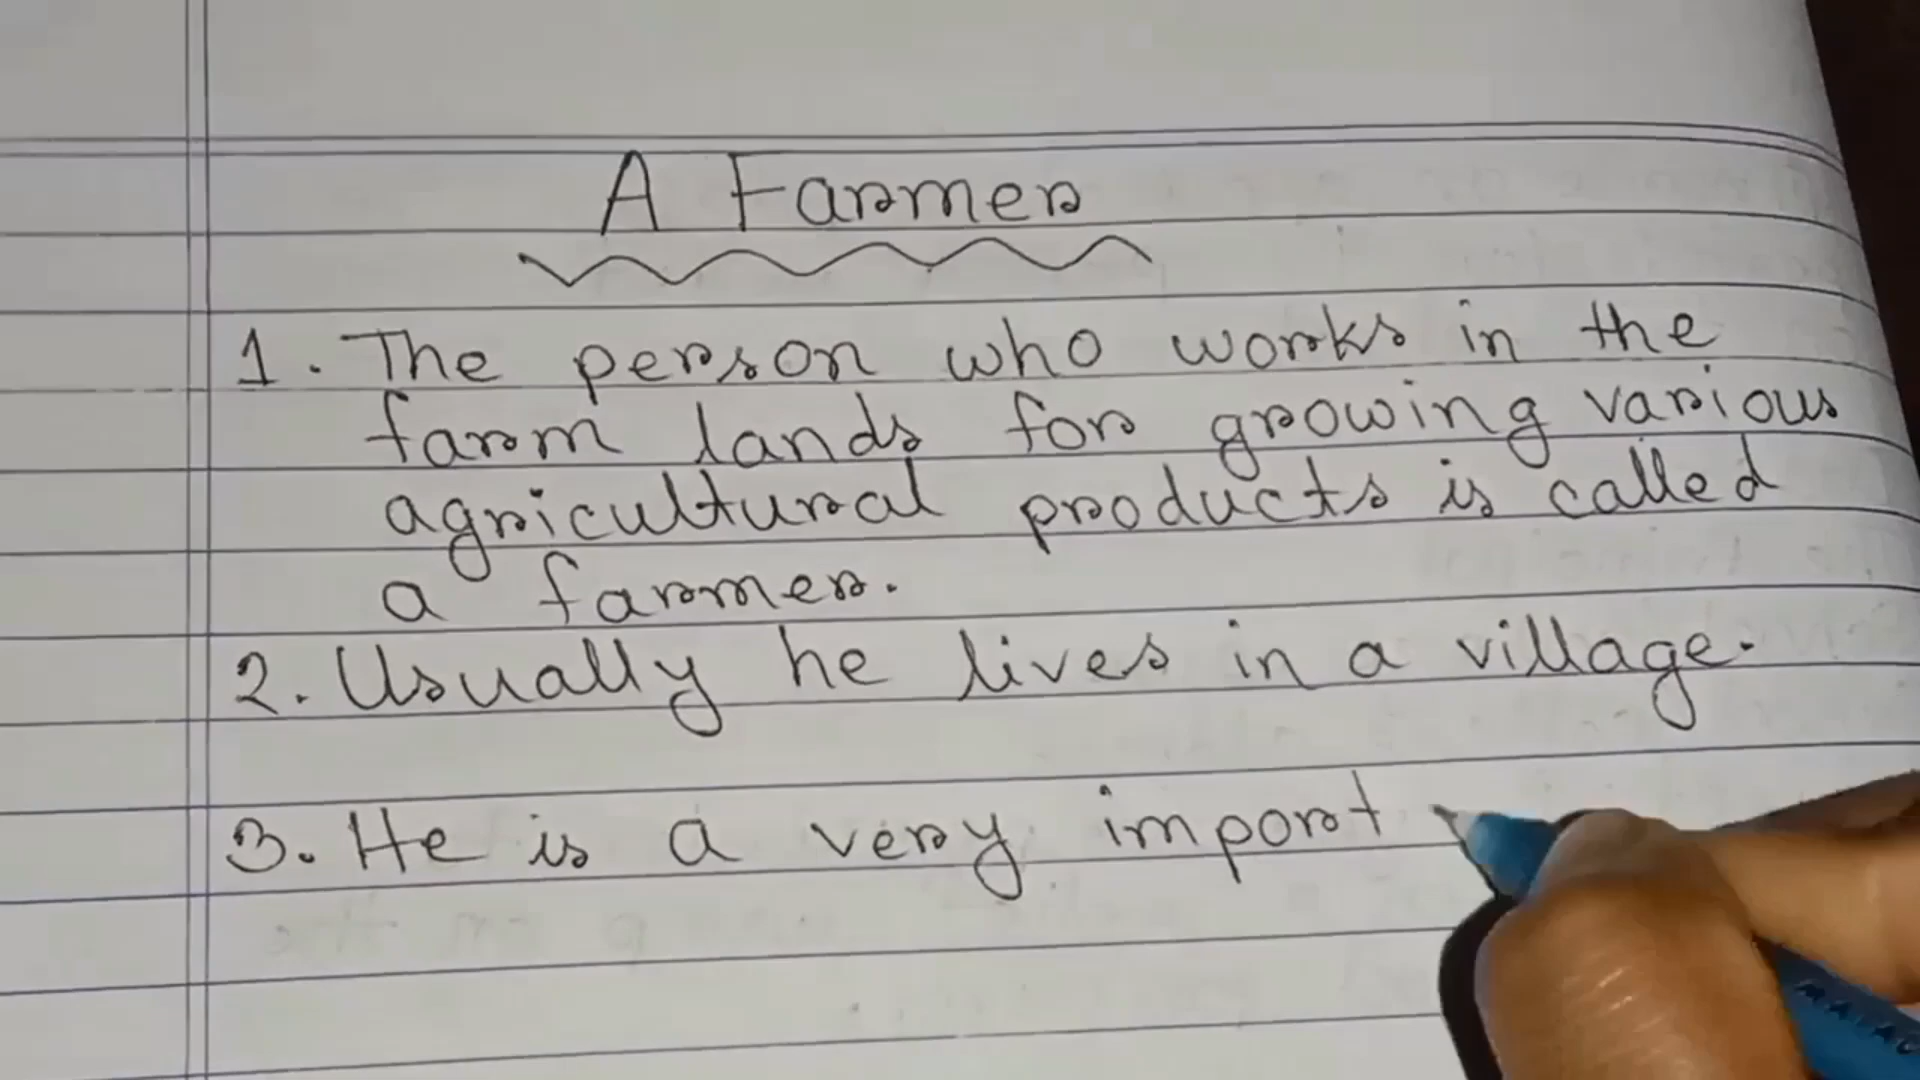 A Farmer
1. The person who works in the
farm lands for growing various
agricultural products is called
a farmer.
2. Usually he lives in a village.
3. He is a very import